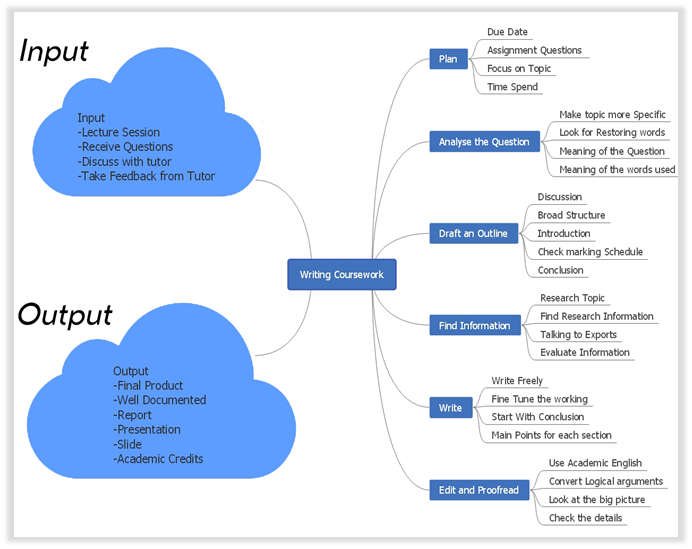 Input
Input
-Lecture Session
-Receive Questions
-Discuss with tutor
-Take Feedback from Tutor
Output
Output
-Final Product
-Well Documented
-Report
-Presentation
-Slide
-Academic Credits
Writing Coursework
Plan
Due Date
Assignment Questions
Focus on Topic
Time Spend
Analyse the Question
Make topic more Specific
Look for Restoring words
Meaning of the Question
Meaning of the words used
Draft an Outline
Discussion
Broad Structure
Introduction
Check marking Schedule
Conclusion
Find Information
Research Topic
Find Research Information
Talking to Exports
Evaluate Information
Write
Write Freely
Fine Tune the working
Start With Conclusion
Main Points for each section
Edit and Proofread
Use Academic English
Convert Logical arguments
Look at the big picture
Check the details